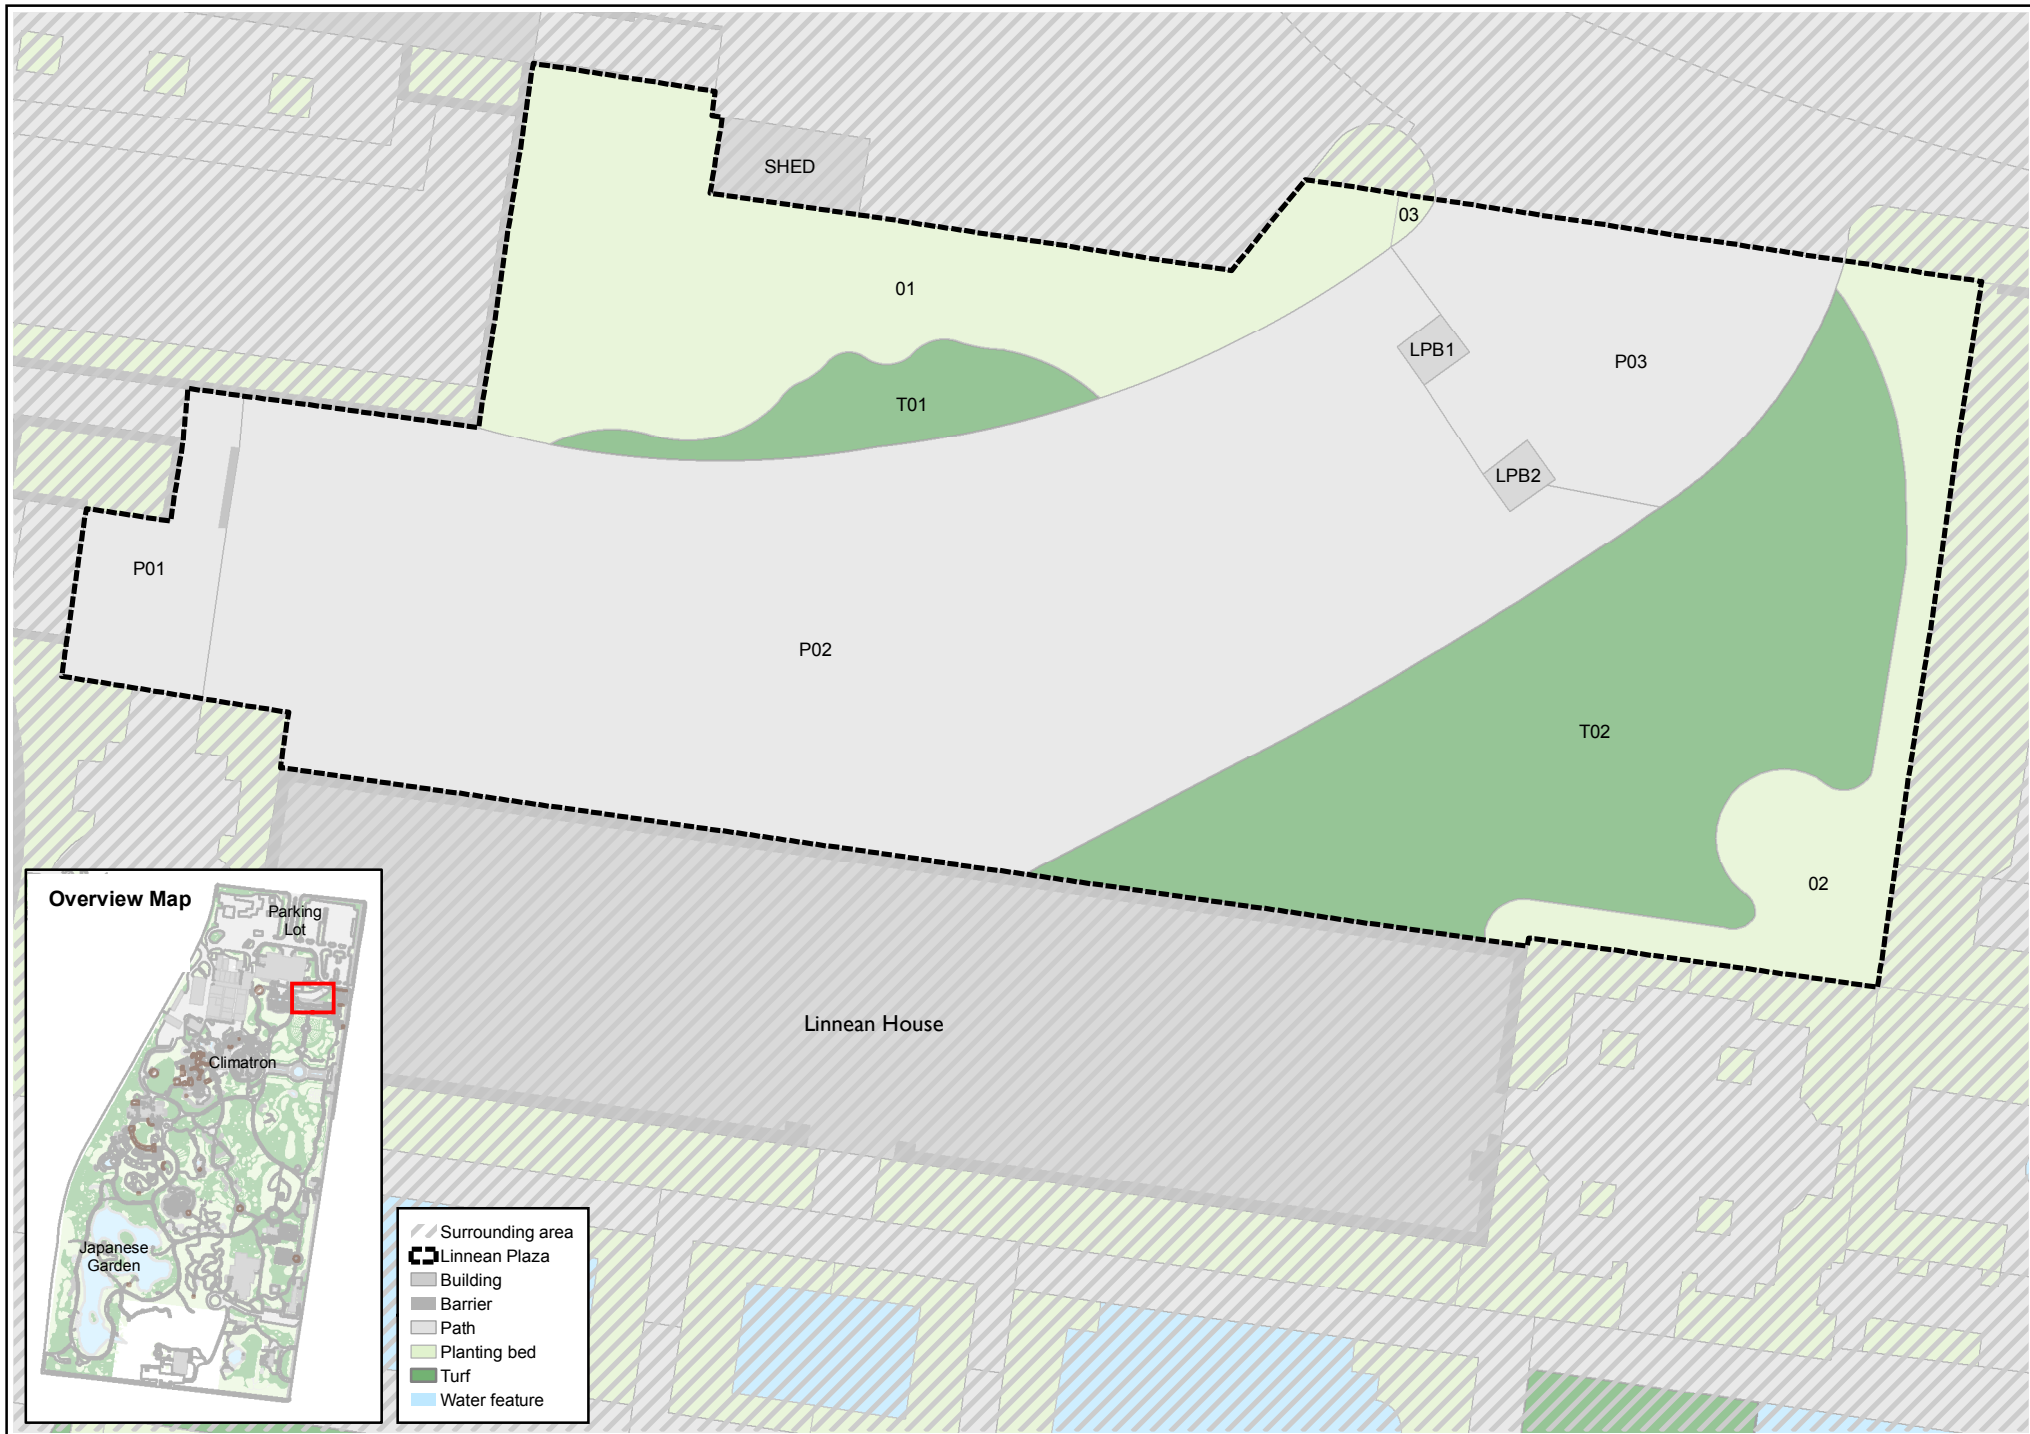 SHED
03
01
LPB1
P03
T01
LPB2
P01
P02
T02
02
Linnean House
Overview Map
Parking
Lot
Climatron
Japanese
Garden
Surrounding area
Linnean Plaza
Building
Barrier
Path
Planting bed
Turf
Water feature